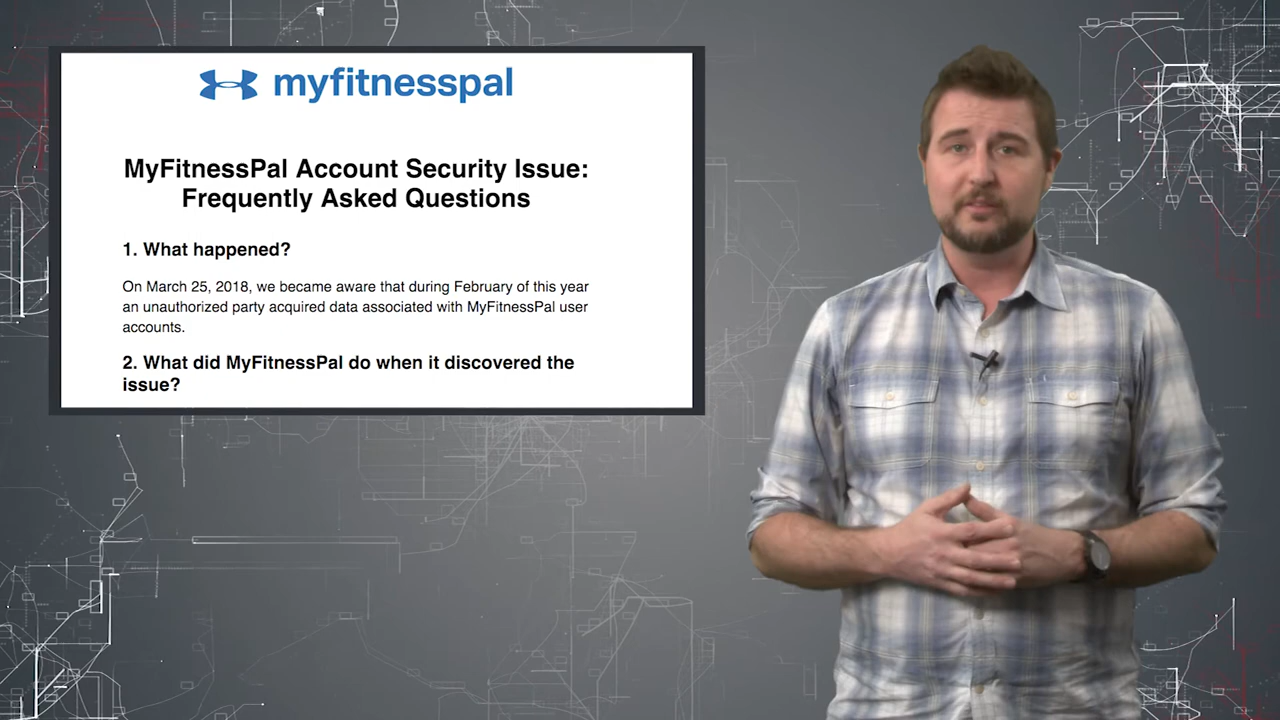 myfitnesspal
MyFitnessPal Account Security Issue:
Frequently Asked Questions
1. What happened?
On March 25, 2018, we became aware that during February of this year
an unauthorized party acquired data associated with MyFitnessPal user
accounts.
2. What did MyFitnessPal do when it discovered the
issue?